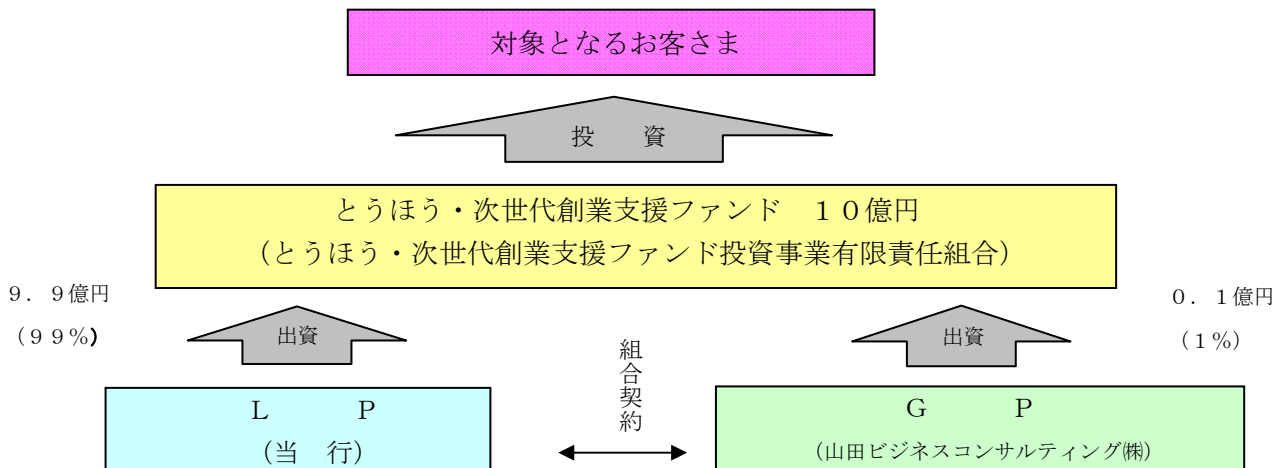 対象となるお客さま
投　　資
とうほう・次世代創業支援ファンド　１０億円
（とうほう・次世代創業支援ファンド投資事業有限責任組合）
９．９億円
（９９％）
出資
出資
０．１億円
（１％）
組合契約
Ｌ　　　Ｐ
（当　行）
Ｇ　　　Ｐ
（山田ビジネスコンサルティング㈱）